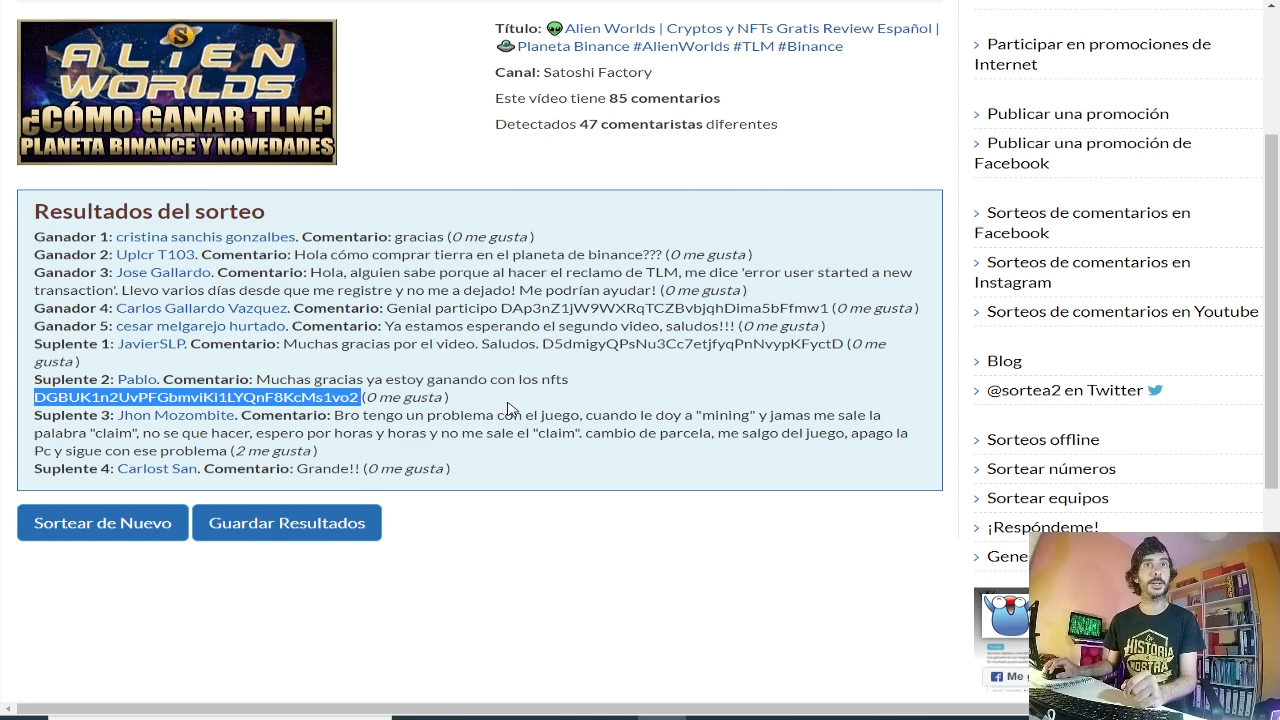 ALIEN
WORLDS
¿CÓMO GANAR TLM?
PLANETA BINANCE Y NOVEDADES
Título: 👽Alien Worlds | Cryptos y NFTs Gratis Review Español |
🛸Planeta Binance #AlienWorlds #TLM #Binance
Canal: Satoshi Factory
Este vídeo tiene 85 comentarios
Detectados 47 comentaristas diferentes
Resultados del sorteo
Ganador 1: cristina sanchis gonzalbes. Comentario: gracias (0 me gusta )
Ganador 2: Uplcr T103. Comentario: Hola cómo comprar tierra en el planeta de binance??? (0 me gusta )
Ganador 3: Jose Gallardo. Comentario: Hola, alguien sabe porque al hacer el reclamo de TLM, me dice 'error user started a new
transaction'. Llevo varios días desde que me registre y no me a dejado! Me podrían ayudar! (0 me gusta )
Ganador 4: Carlos Gallardo Vazquez. Comentario: Genial participo DAp3nZ1jW9WXRqTCZBvbjqhDima5bFfmw1 (0 me gusta )
Ganador 5: cesar melgarejo hurtado. Comentario: Ya estamos esperando el segundo video, saludos!!! (0 me gusta )
Suplente 1: JavierSLP. Comentario: Muchas gracias por el video. Saludos. D5dmigyQPsNu3Cc7etjfyqPnNvypKFyctD (0 me
gusta )
Suplente 2: Pablo. Comentario: Muchas gracias ya estoy ganando con los nfts
DGBUK1n2UvPFGbmviKi1LYQnF8KcMs1vo2 (0 me gusta )
Suplente 3: Jhon Mozombite. Comentario: Bro tengo un problema con el juego, cuando le doy a "mining" y jamas me sale la
palabra "claim", no se que hacer, espero por horas y horas y no me sale el "claim". cambio de parcela, me salgo del juego, apago la
Pc y sigue con ese problema (2 me gusta )
Suplente 4: Carlost San. Comentario: Grande!! (0 me gusta )
Sortear de Nuevo
Guardar Resultados
Participar en promociones de
Internet
Publicar una promoción
Publicar una promoción de
Facebook
Sorteos de comentarios en
Facebook
Sorteos de comentarios en
Instagram
Sorteos de comentarios en Youtube
Blog
@sortea2 en Twitter
Sorteos offline
Sortear números
Sortear equipos
¡Respóndeme!
Gene
Me g
La
HISTORIA
NOSTRA